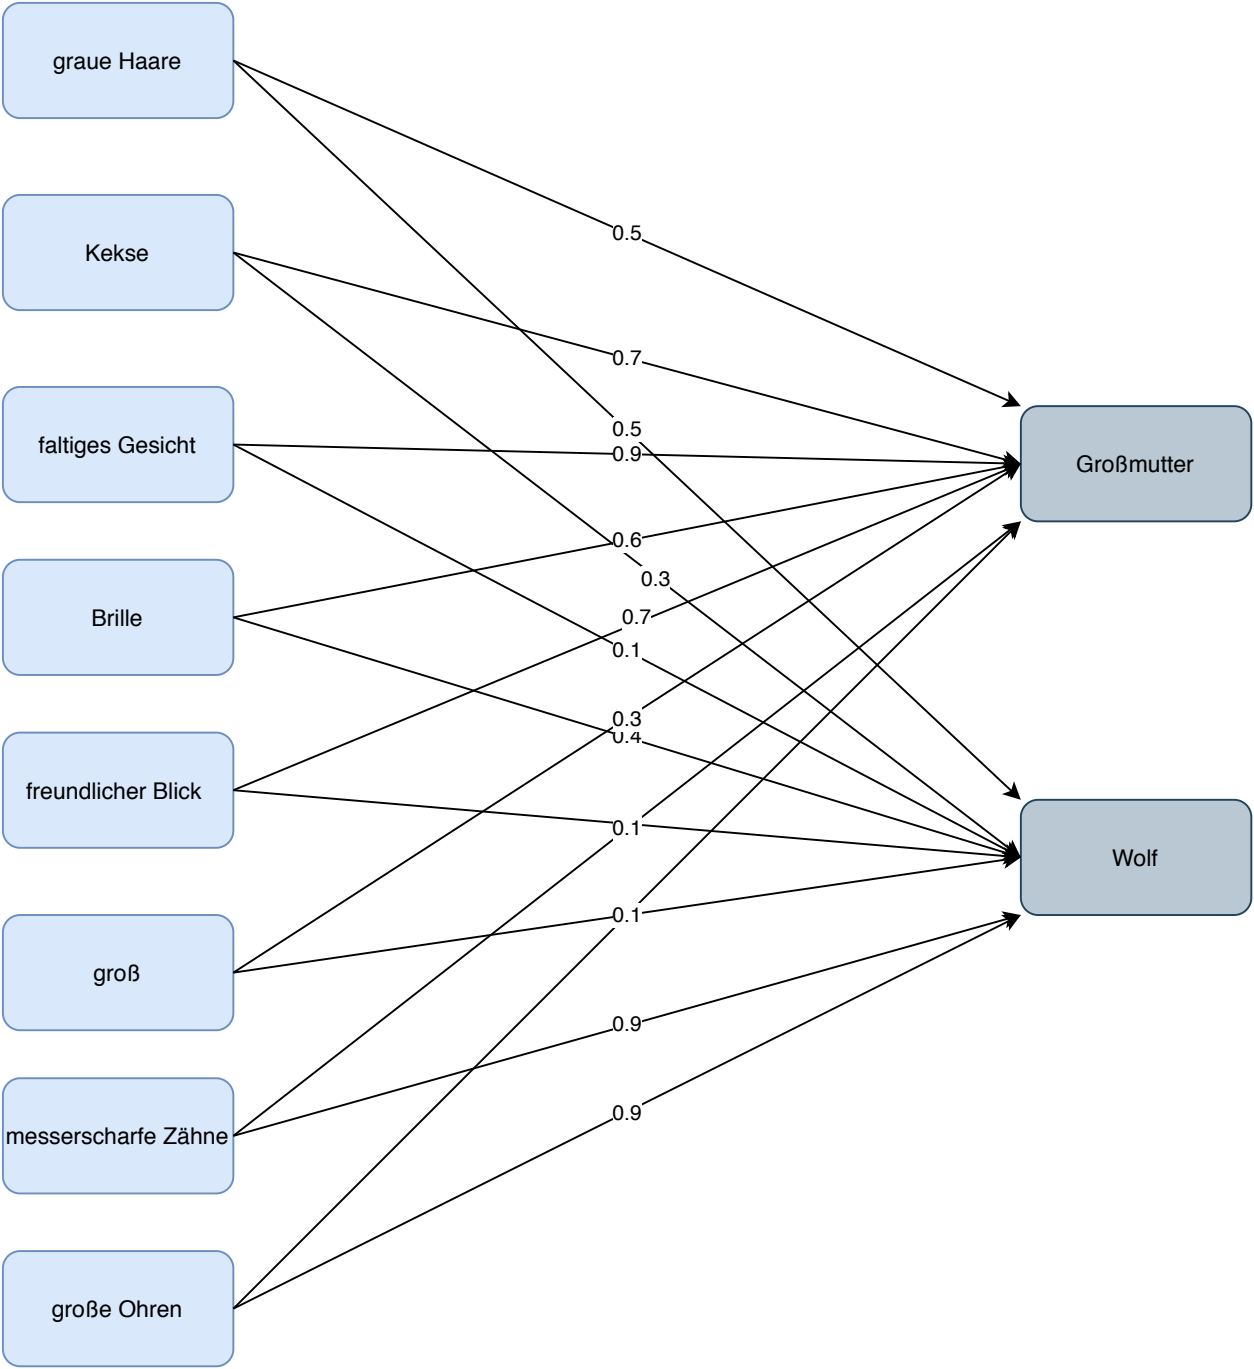 graue Haare
0.5
Kekse
0.7
faltiges Gesicht
0.5
0.9
Großmutter
0.6
0.3
Brille
0.7
0.1
0.3
0.4
freundlicher Blick
0.1
Wolf
0.1
groß
0.9
messerscharfe Zähne
0.9
große Ohren